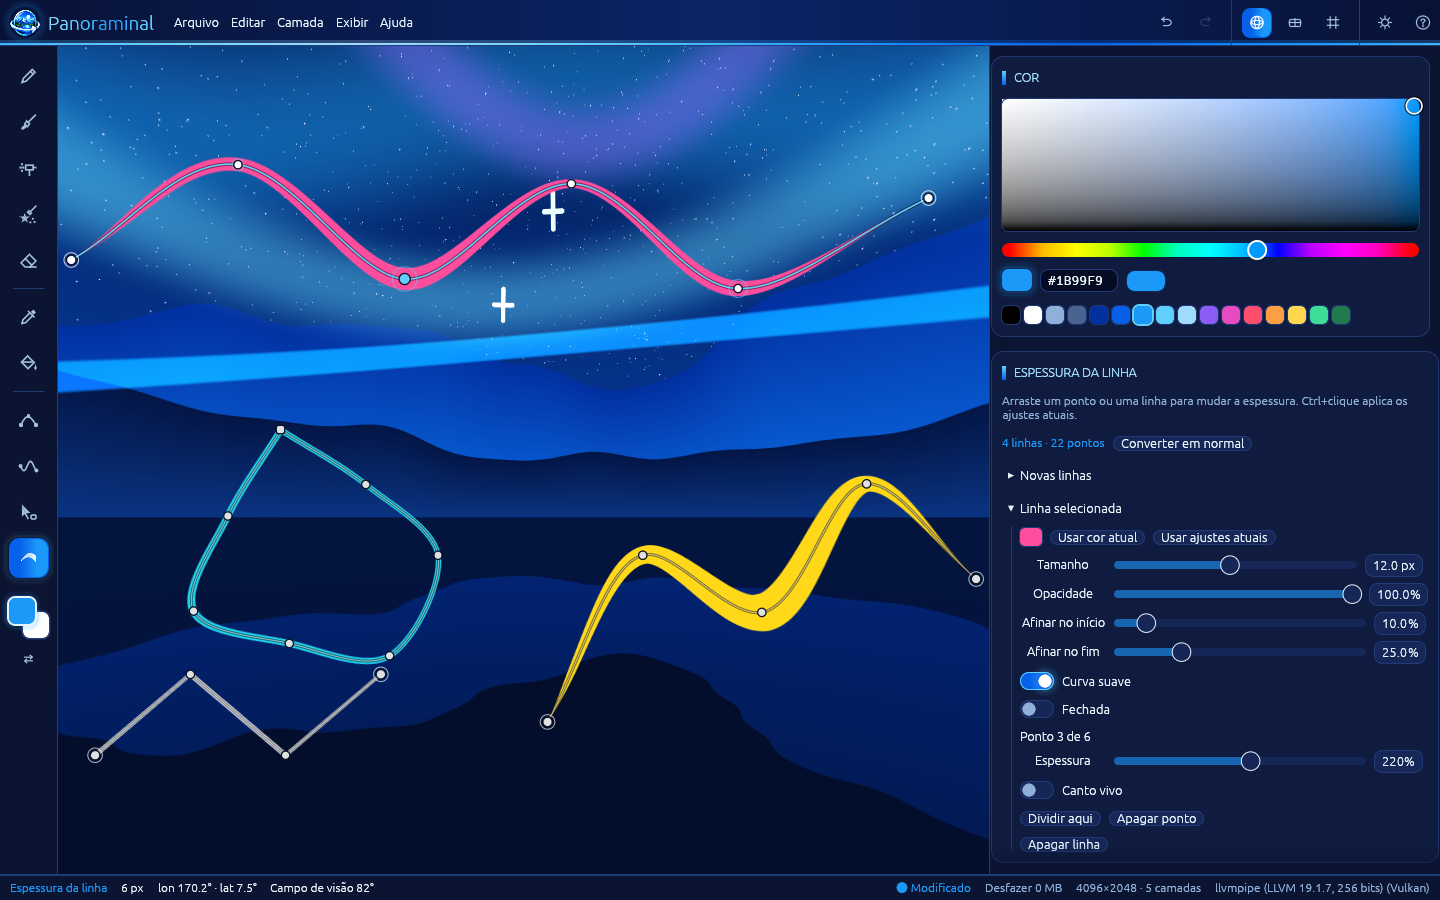 Panoraminal
Arquivo Editar Camada Exibir Ajuda
COR
#1B99F9
ESPESSURA DA LINHA
Arraste um ponto ou uma linha para mudar a espessura. Ctrl+clique aplica os
ajustes atuais.
4 linhas · 22 pontos Converter em normal
▸ Novas linhas
▾ Linha selecionada
Usar cor atual Usar ajustes atuais
Tamanho 12.0 px
Opacidade 100.0%
Afinar no início 10.0%
Afinar no fim 25.0%
Curva suave
Fechada
Ponto 3 de 6
Espessura 220%
Canto vivo
Dividir aqui Apagar ponto
Apagar linha
Espessura da linha 6 px lon 170.2° · lat 7.5° Campo de visão 82° Modificado Desfazer 0 MB 4096×2048 · 5 camadas llvmpipe (LLVM 19.1.7, 256 bits) (Vulkan)